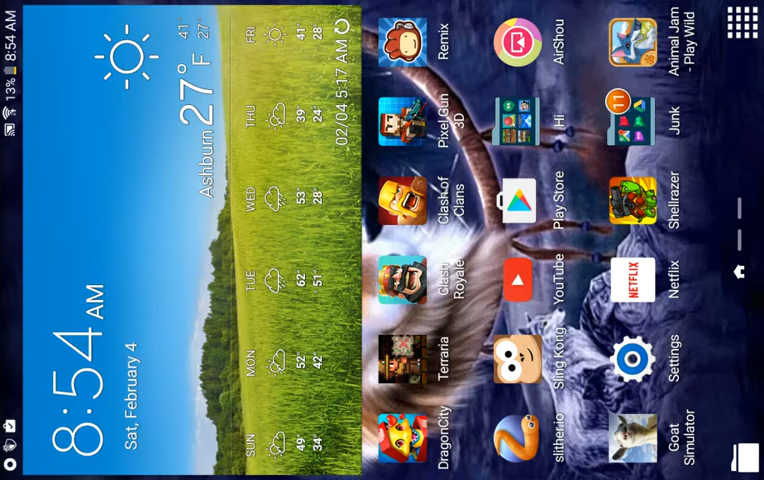 13% 8:54 AM
8:54 AM
Sat, February 4
Ashburn
27° F
41°
27
SUN MON TUE WED THU FRI
49° 52° 62° 53° 39° 41°
34° 42° 51° 28° 24° 28°
02/04 5:17 AM
DragonCity
Terraria
Clash
Royale
Clash of
Clans
Pixel Gun
3D
Remix
slither.io
Sling Kong
YouTube
Play Store
Hi
AirShou
Goat
Simulator
Settings
NETFLIX
Netflix
Shellrazer
11
Junk
Animal Jam
- Play Wild